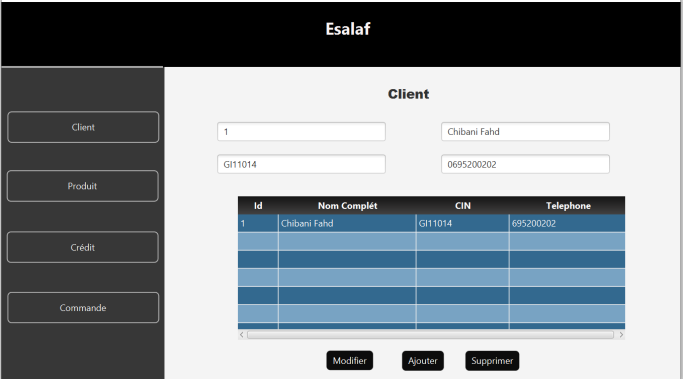 Esalaf
Client
Client
1
Chibani Fahd
GI11014
0695200202
Produit
Id Nom Complét CIN Telephone
1 Chibani Fahd GI11014 695200202
Crédit
Commande
Modifier Ajouter Supprimer